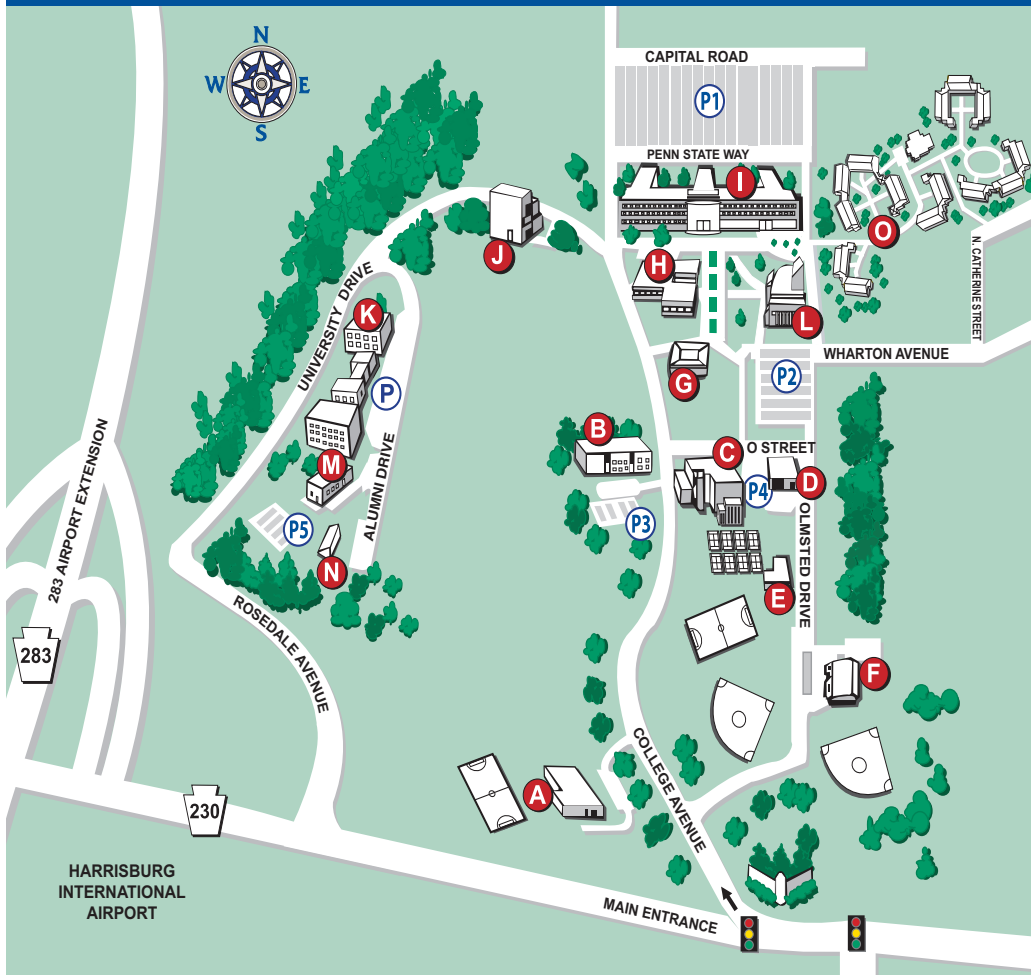 N
W
E
S
CAPITAL ROAD
P1
PENN STATE WAY
I
O
J
H
N. CATHERINE STREET
UNIVERSITY DRIVE
K
L
WHARTON AVENUE
G
P2
P
283 AIRPORT EXTENSION
B
C
O STREET
M
D
P4
ALUMNI DRIVE
P5
P3
OLMSTED DRIVE
N
E
ROSEDALE AVENUE
283
F
COLLEGE AVENUE
A
230
HARRISBURG
INTERNATIONAL
AIRPORT
MAIN ENTRANCE